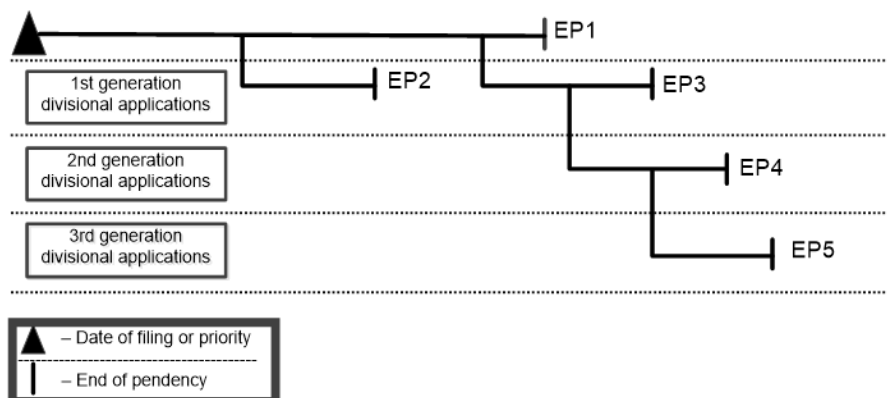 EP1
1st generation
divisional applications
EP2
EP3
2nd generation
divisional applications
EP4
3rd generation
divisional applications
EP5
– Date of filing or priority
– End of pendency